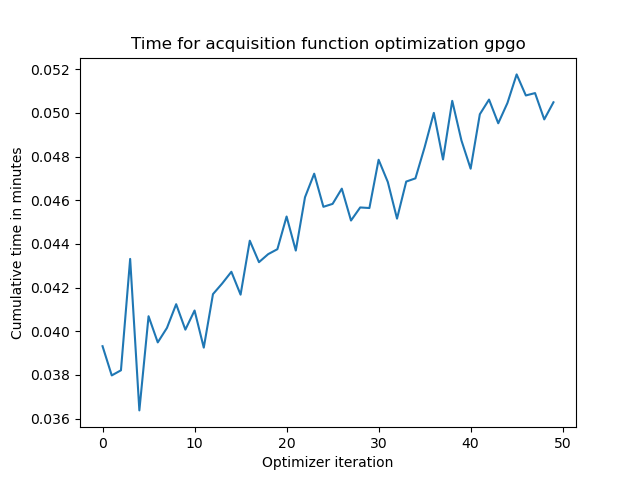 Time for acquisition function optimization gpgo
0.052
0.050
0.048
0.046
0.044
0.042
0.040
0.038
0.036
Cumulative time in minutes
0 10 20 30 40 50
Optimizer iteration